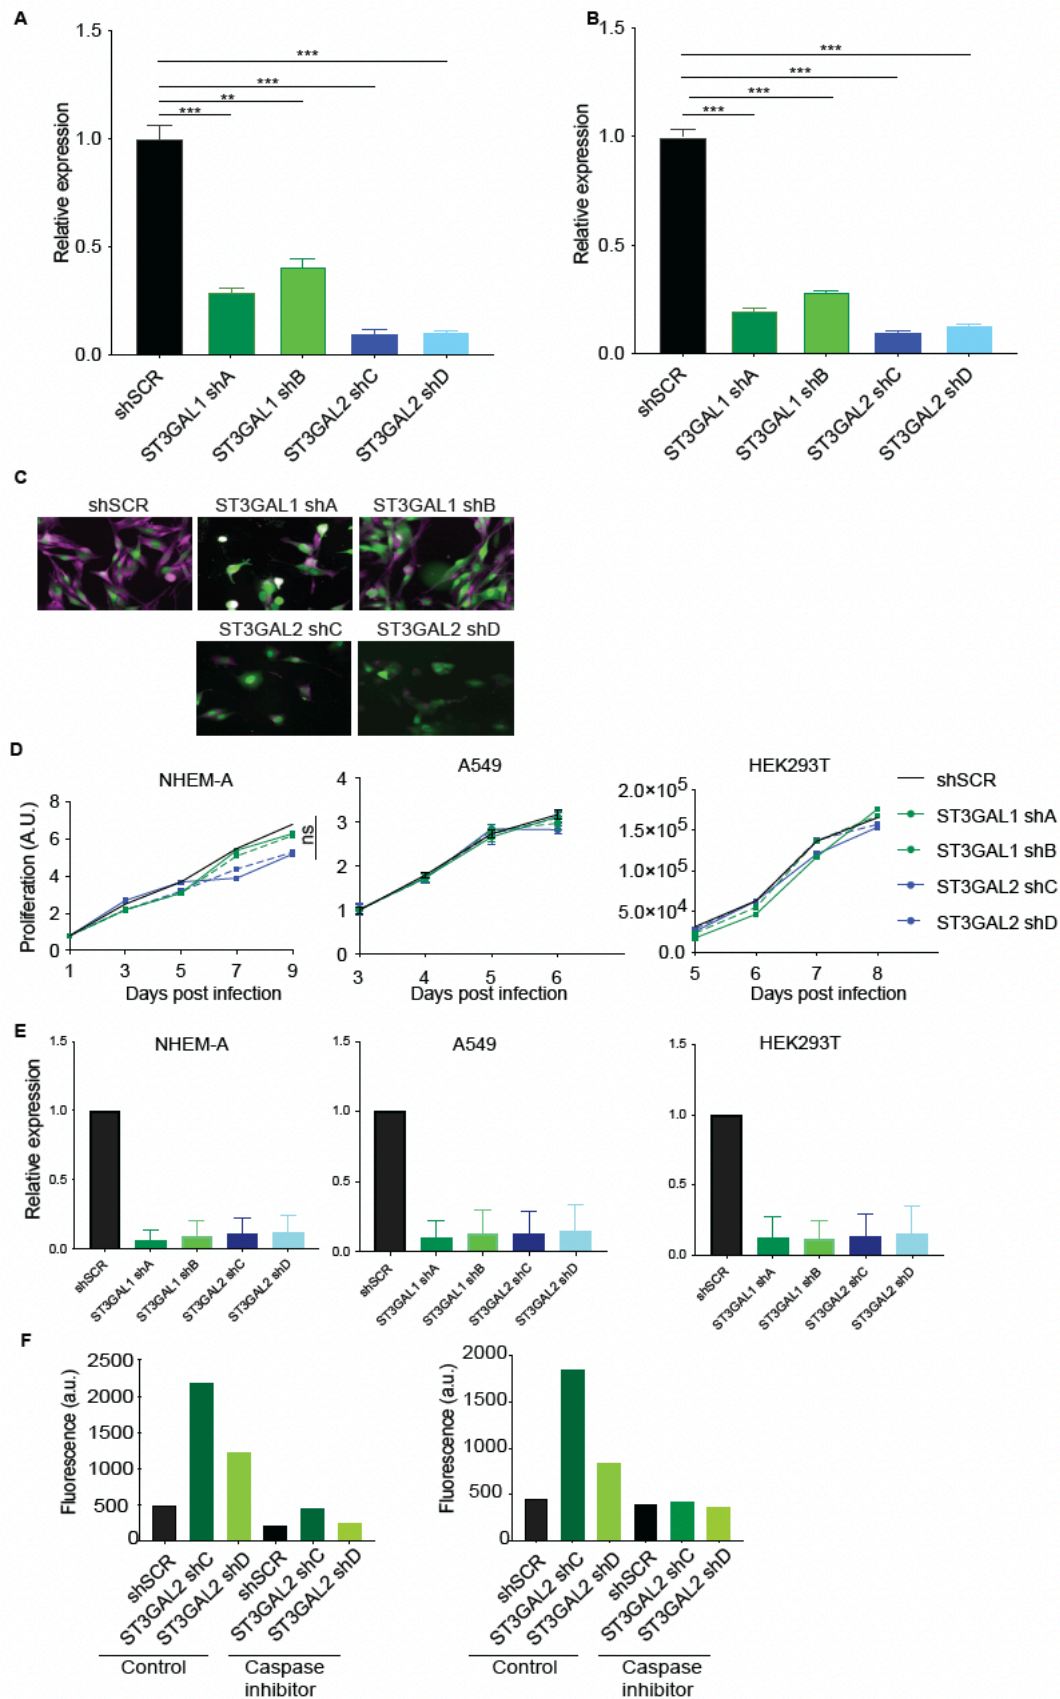 A
1.5
1.0
0.5
0.0
Relative expression
***
***
**
***
shSCR
ST3GAL1 shA
ST3GAL1 shB
ST3GAL2 shC
ST3GAL2 shD
B
1.5
1.0
0.5
0.0
Relative expression
***
***
***
***
shSCR
ST3GAL1 shA
ST3GAL1 shB
ST3GAL2 shC
ST3GAL2 shD
C
shSCR
ST3GAL1 shA
ST3GAL1 shB
ST3GAL2 shC
ST3GAL2 shD
D
NHEM-A
Proliferation (A.U.)
8
6
4
2
0
1 3 5 7 9
Days post infection
ns
A549
4
3
2
1
0
3 4 5 6
Days post infection
HEK293T
2.0×10⁵
1.5×10⁵
1.0×10⁵
5.0×10⁴
0.0
5 6 7 8
Days post infection
shSCR
ST3GAL1 shA
ST3GAL1 shB
ST3GAL2 shC
ST3GAL2 shD
E
NHEM-A
Relative expression
1.5
1.0
0.5
0.0
shSCR
ST3GAL1 shA
ST3GAL1 shB
ST3GAL2 shC
ST3GAL2 shD
A549
1.5
1.0
0.5
0.0
shSCR
ST3GAL1 shA
ST3GAL1 shB
ST3GAL2 shC
ST3GAL2 shD
HEK293T
1.5
1.0
0.5
0.0
shSCR
ST3GAL1 shA
ST3GAL1 shB
ST3GAL2 shC
ST3GAL2 shD
F
Fluorescence (a.u.)
2500
2000
1500
1000
500
0
shSCR
ST3GAL2 shC
ST3GAL2 shD
shSCR
ST3GAL2 shC
ST3GAL2 shD
Control
Caspase
inhibitor
Fluorescence (a.u.)
2000
1500
1000
500
0
shSCR
ST3GAL2 shC
ST3GAL2 shD
shSCR
ST3GAL2 shC
ST3GAL2 shD
Control
Caspase
inhibitor